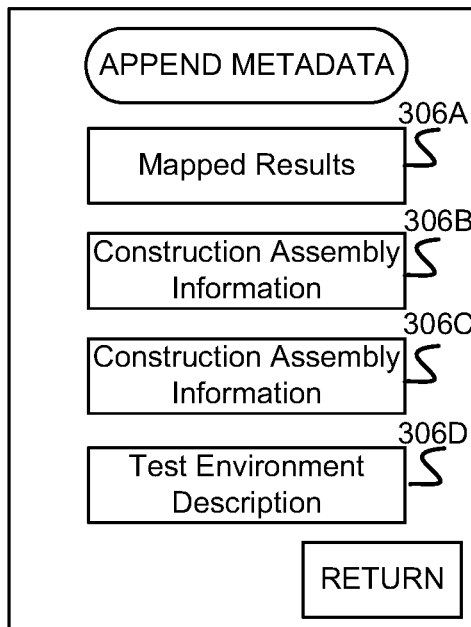 APPEND METADATA
306A
Mapped Results
306B
Construction Assembly
Information
306C
Construction Assembly
Information
306D
Test Environment
Description
RETURN